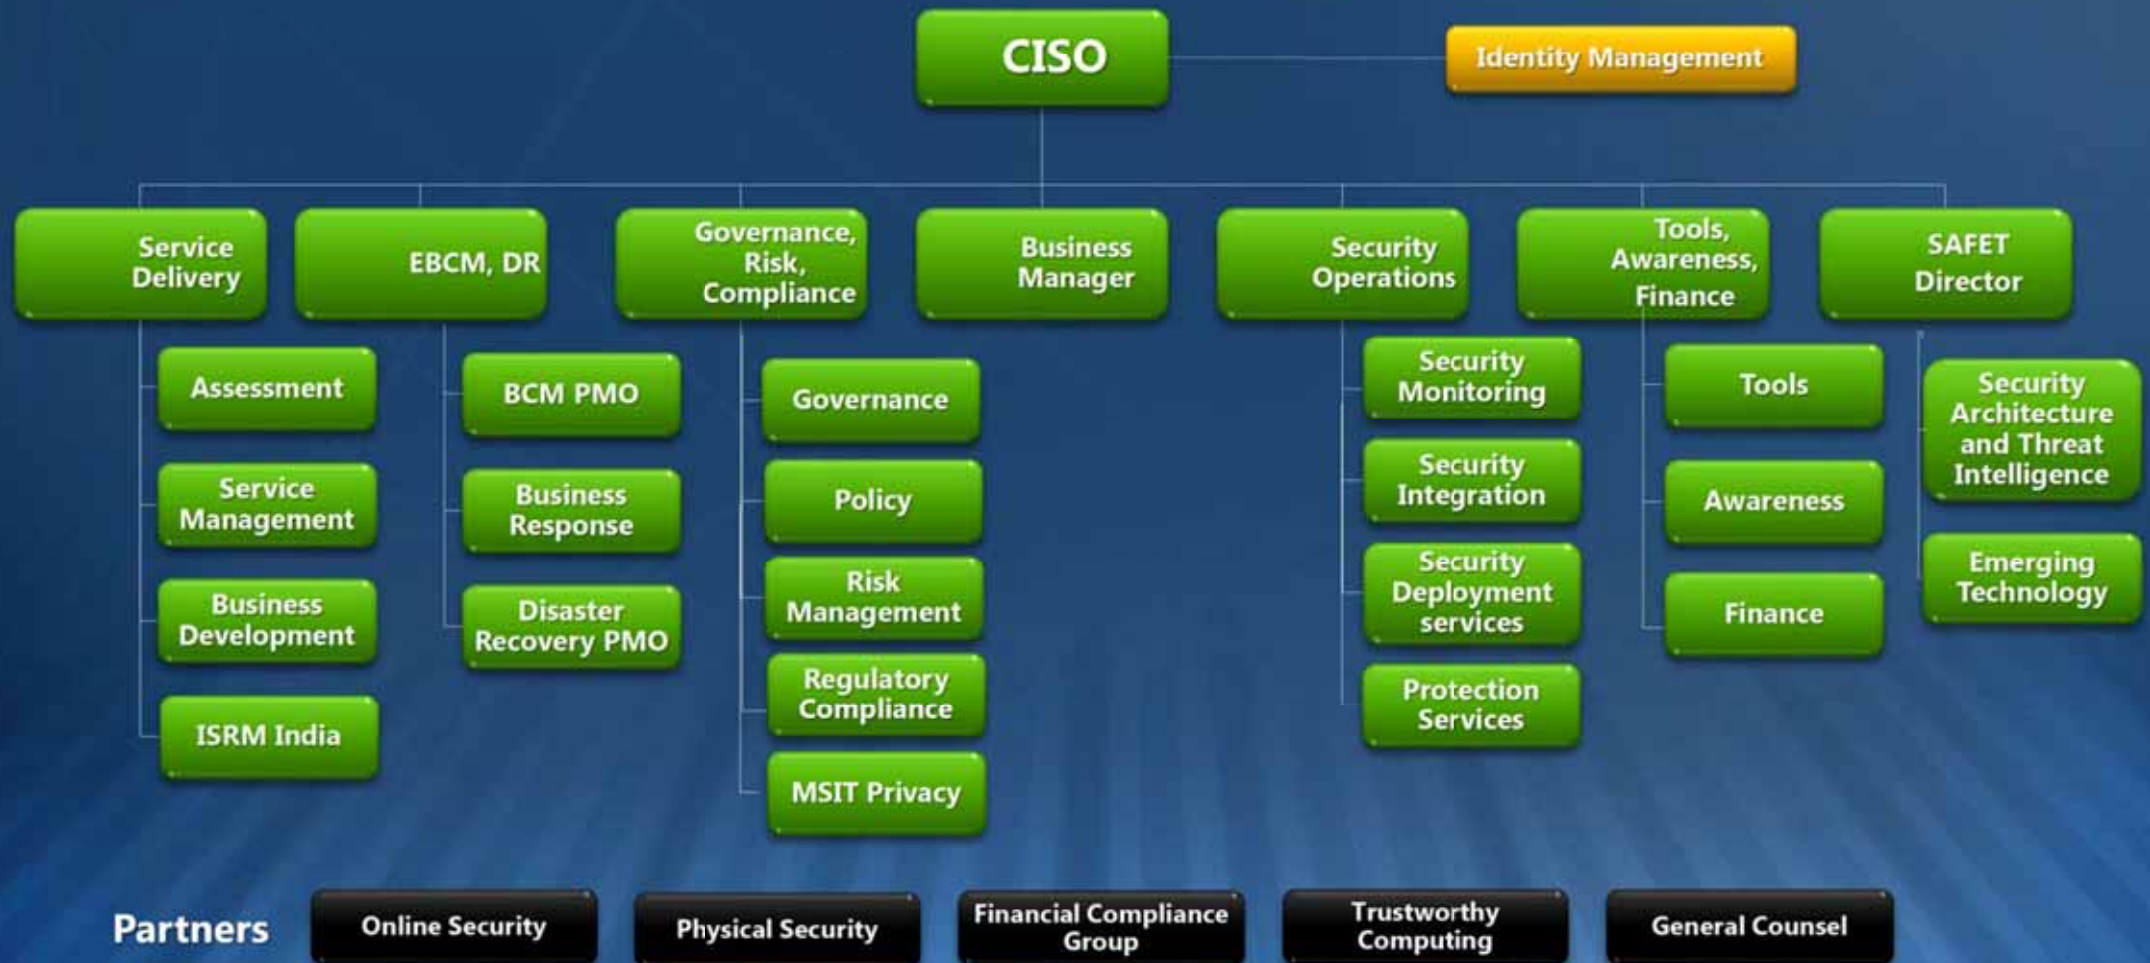 CISO
Identity Management
Service
Delivery
EBCM, DR
Governance,
Risk,
Compliance
Business
Manager
Security
Operations
Tools,
Awareness,
Finance
SAFET
Director
Assessment
Service
Management
Business
Development
ISRM India
BCM PMO
Business
Response
Disaster
Recovery PMO
Governance
Policy
Risk
Management
Regulatory
Compliance
MSIT Privacy
Security
Monitoring
Security
Integration
Security
Deployment
services
Protection
Services
Tools
Awareness
Finance
Security
Architecture
and Threat
Intelligence
Emerging
Technology
Partners
Online Security
Physical Security
Financial Compliance
Group
Trustworthy
Computing
General Counsel